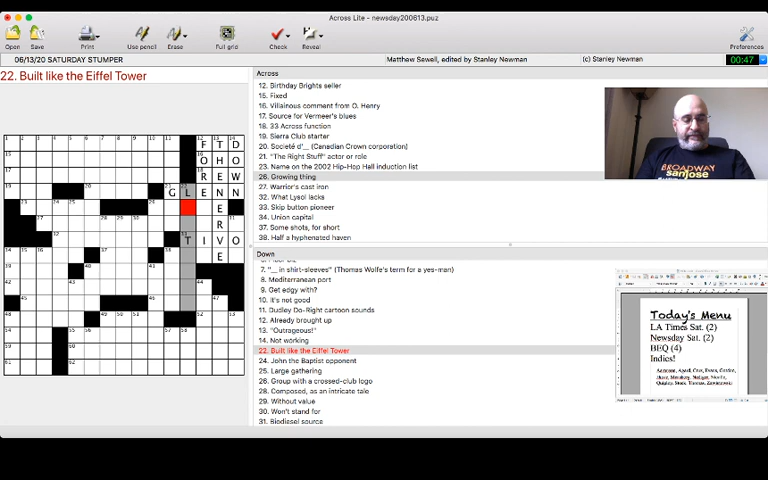 Across Lite - newsday200613.puz
Open
Save
Print
Use pencil
Erase
Full grid
Check
Reveal
Preferences
06/13/20 SATURDAY STUMPER
Matthew Sewell, edited by Stanley Newman
(c) Stanley Newman
00:47
22. Built like the Eiffel Tower
Across
12. Birthday Brights seller
15. Fixed
16. Villainous comment from O. Henry
17. Source for Vermeer's blues
18. 33 Across function
19. Sierra Club starter
20. Societé d'__ (Canadian Crown corporation)
21. "The Right Stuff" actor or role
23. Name on the 2002 Hip-Hop Hall induction list
26. Growing thing
27. Warrior's cast iron
32. What Lysol lacks
33. Skip button pioneer
34. Union capital
37. Some shots, for short
38. Half a hyphenated haven
Down
7. "__ in shirt-sleeves" (Thomas Wolfe's term for a yes-man)
8. Mediterranean port
9. Get edgy with?
10. It's not good
11. Dudley Do-Right cartoon sounds
12. Already brought up
13. "Outrageous!"
14. Not working
22. Built like the Eiffel Tower
24. John the Baptist opponent
25. Large gathering
26. Group with a crossed-club logo
28. Composed, as an intricate tale
29. Without value
30. Won't stand for
31. Biodiesel source
F T D
O H O
R E W
G L E N N
E
R
T I V O
E
BROADWAY
sanjose
Today's Menu
LA Times Sat. (2)
Newsday Sat. (2)
BEQ (4)
Indies!